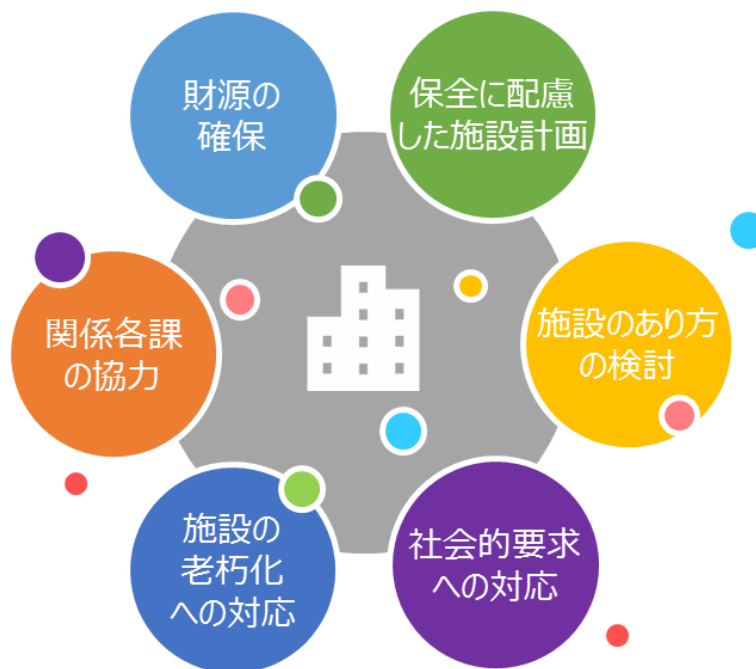 財源の
確保
保全に配慮
した施設計画
関係各課
の協力
施設のあり方
の検討
施設の
老朽化
への対応
社会的要求
への対応